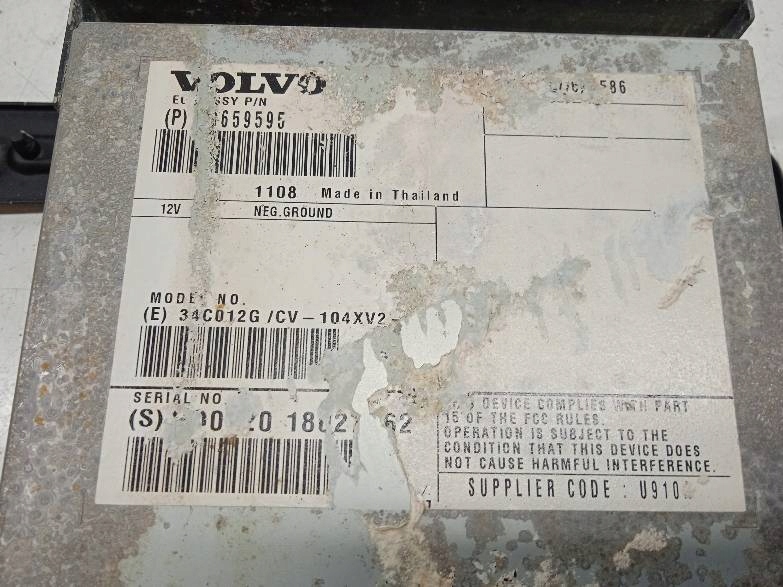 VOLVO
P/N
586
(P) 659595
1108 Made in Thailand
12V NEG.GROUND
NO.
(E) 34C012G /CV-104XV2-
SERIAL NO
(S)
DEVICE COMPLIES WITH PART
15 OF THE FCC RULES.
OPERATION IS SUBJECT TO THE
CONDITION THAT THIS DEVICE DOES
NOT CAUSE HARMFUL INTERFERENCE.
SUPPLIER CODE : U910